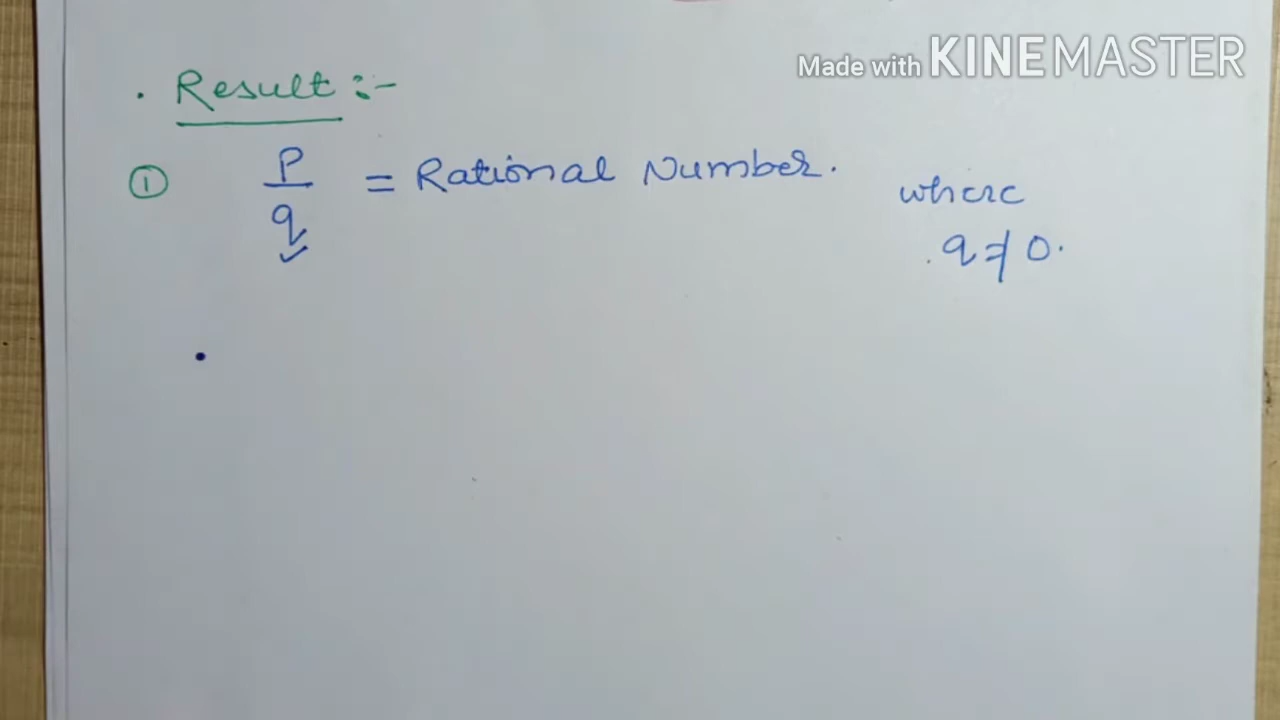 Made with KINEMASTER
. Result :-
① P/q = Rational Number. where
q ≠ 0.